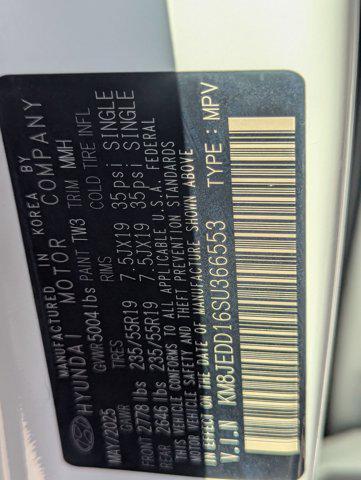 MANUFACTURED IN KOREA BY
HYUNDAI MOTOR COMPANY
MAY/2025 GVWR 5004 lbs PAINT TW3 TRIM MMH
GAWR TIRES RIMS COLD TIRE INFL
FRONT 2778 lbs 235/55R19 7.5JX19 35psi SINGLE
REAR 2646 lbs 235/55R19 7.5JX19 35psi SINGLE
THIS VEHICLE CONFORMS TO ALL APPLICABLE U.S.A. FEDERAL
MOTOR VEHICLE SAFETY AND THEFT PREVENTION STANDARDS
IN EFFECT ON THE DATE OF MANUFACTURE SHOWN ABOVE
V.I.N KM8JEDD16SU366553 TYPE : MPV